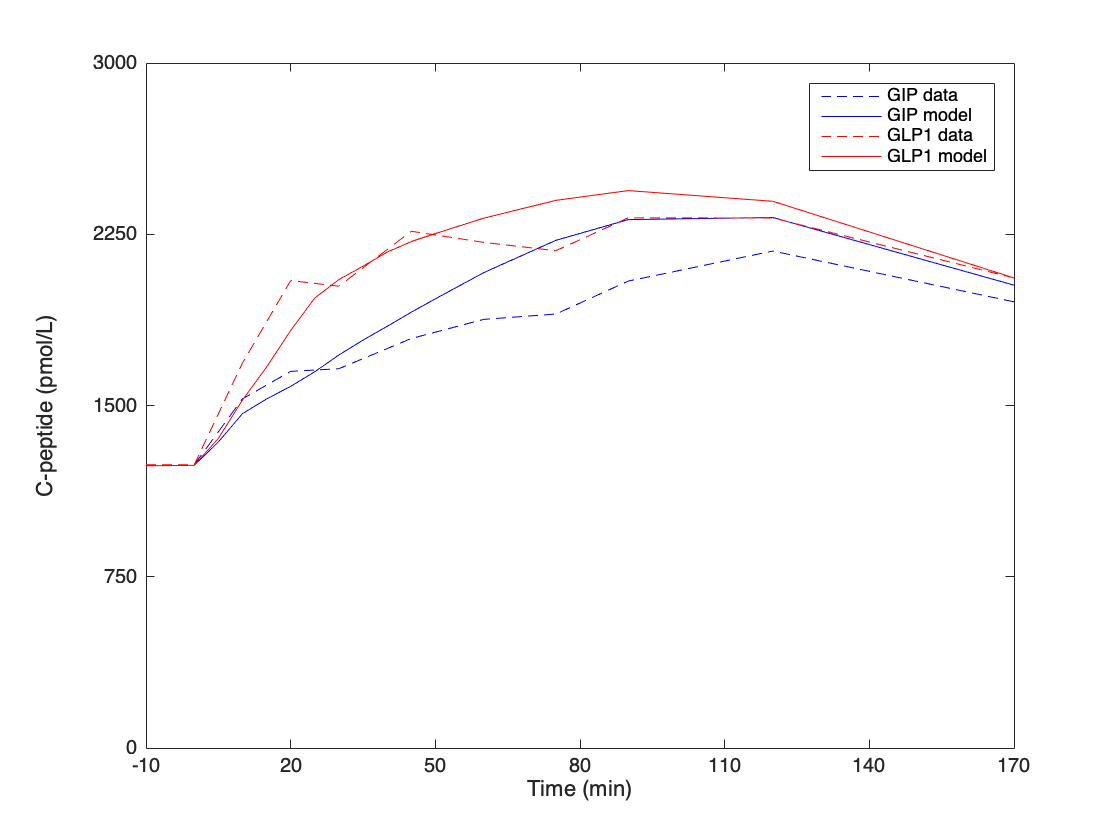 3000
2250
1500
750
0
C-peptide (pmol/L)
-10
20
50
80
110
140
170
Time (min)
GIP data
GIP model
GLP1 data
GLP1 model